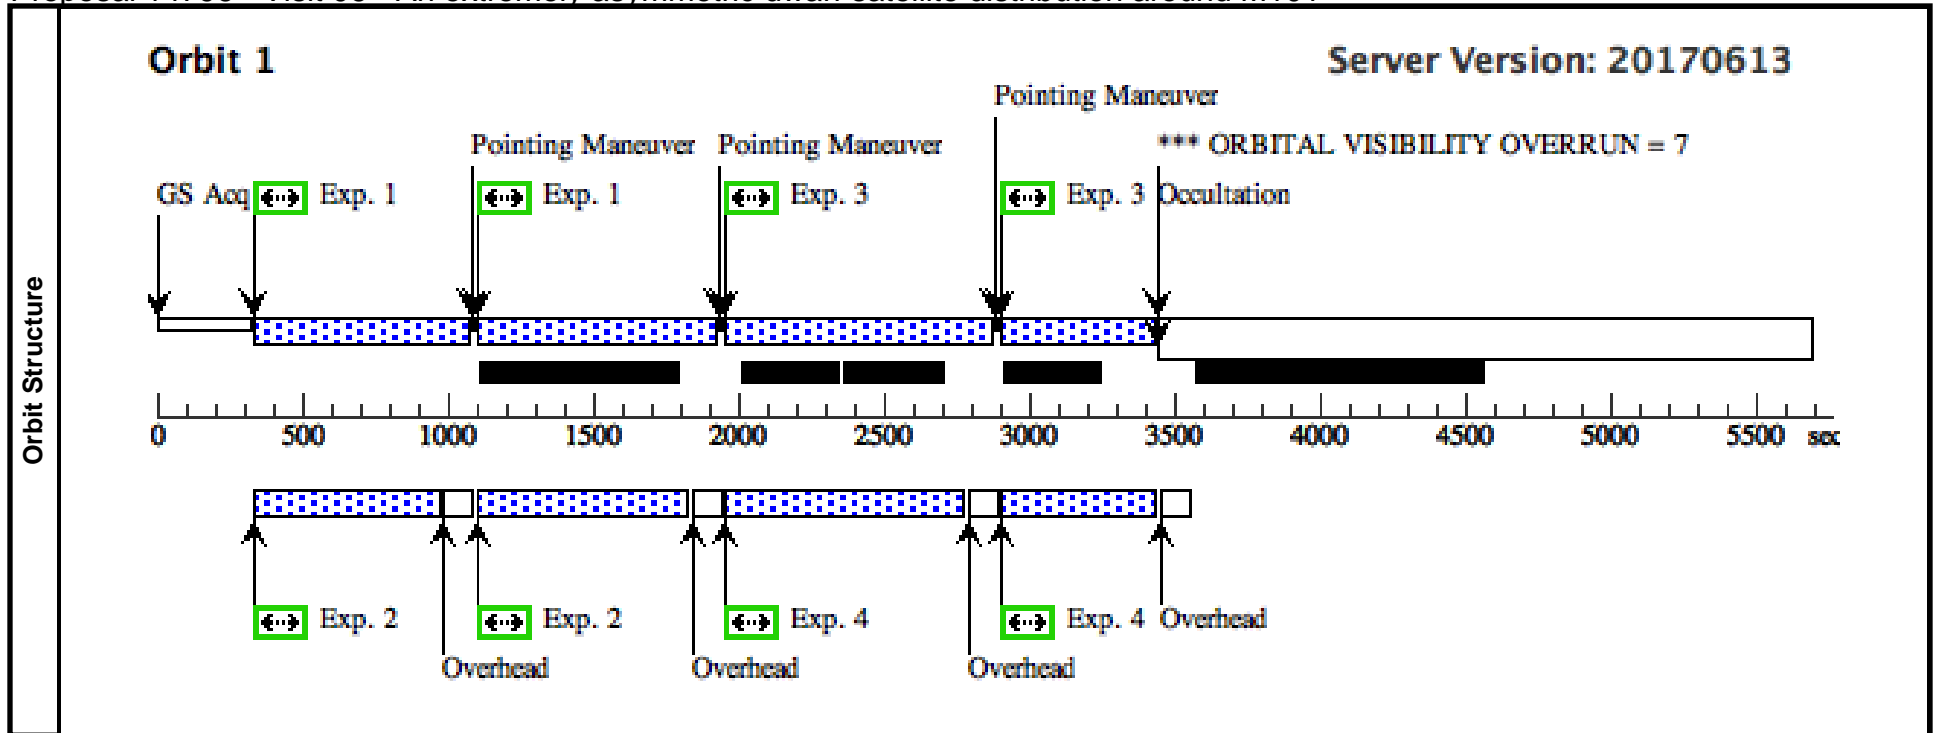 Orbit 1
Server Version: 20170613
Pointing Maneuver
Pointing Maneuver Pointing Maneuver *** ORBITAL VISIBILITY OVERRUN = 7
GS Acq Exp. 1 Exp. 1 Exp. 3 Exp. 3 Occultation
Orbit Structure
0 500 1000 1500 2000 2500 3000 3500 4000 4500 5000 5500 sec
Exp. 2 Exp. 2 Exp. 4 Exp. 4 Overhead
Overhead Overhead Overhead